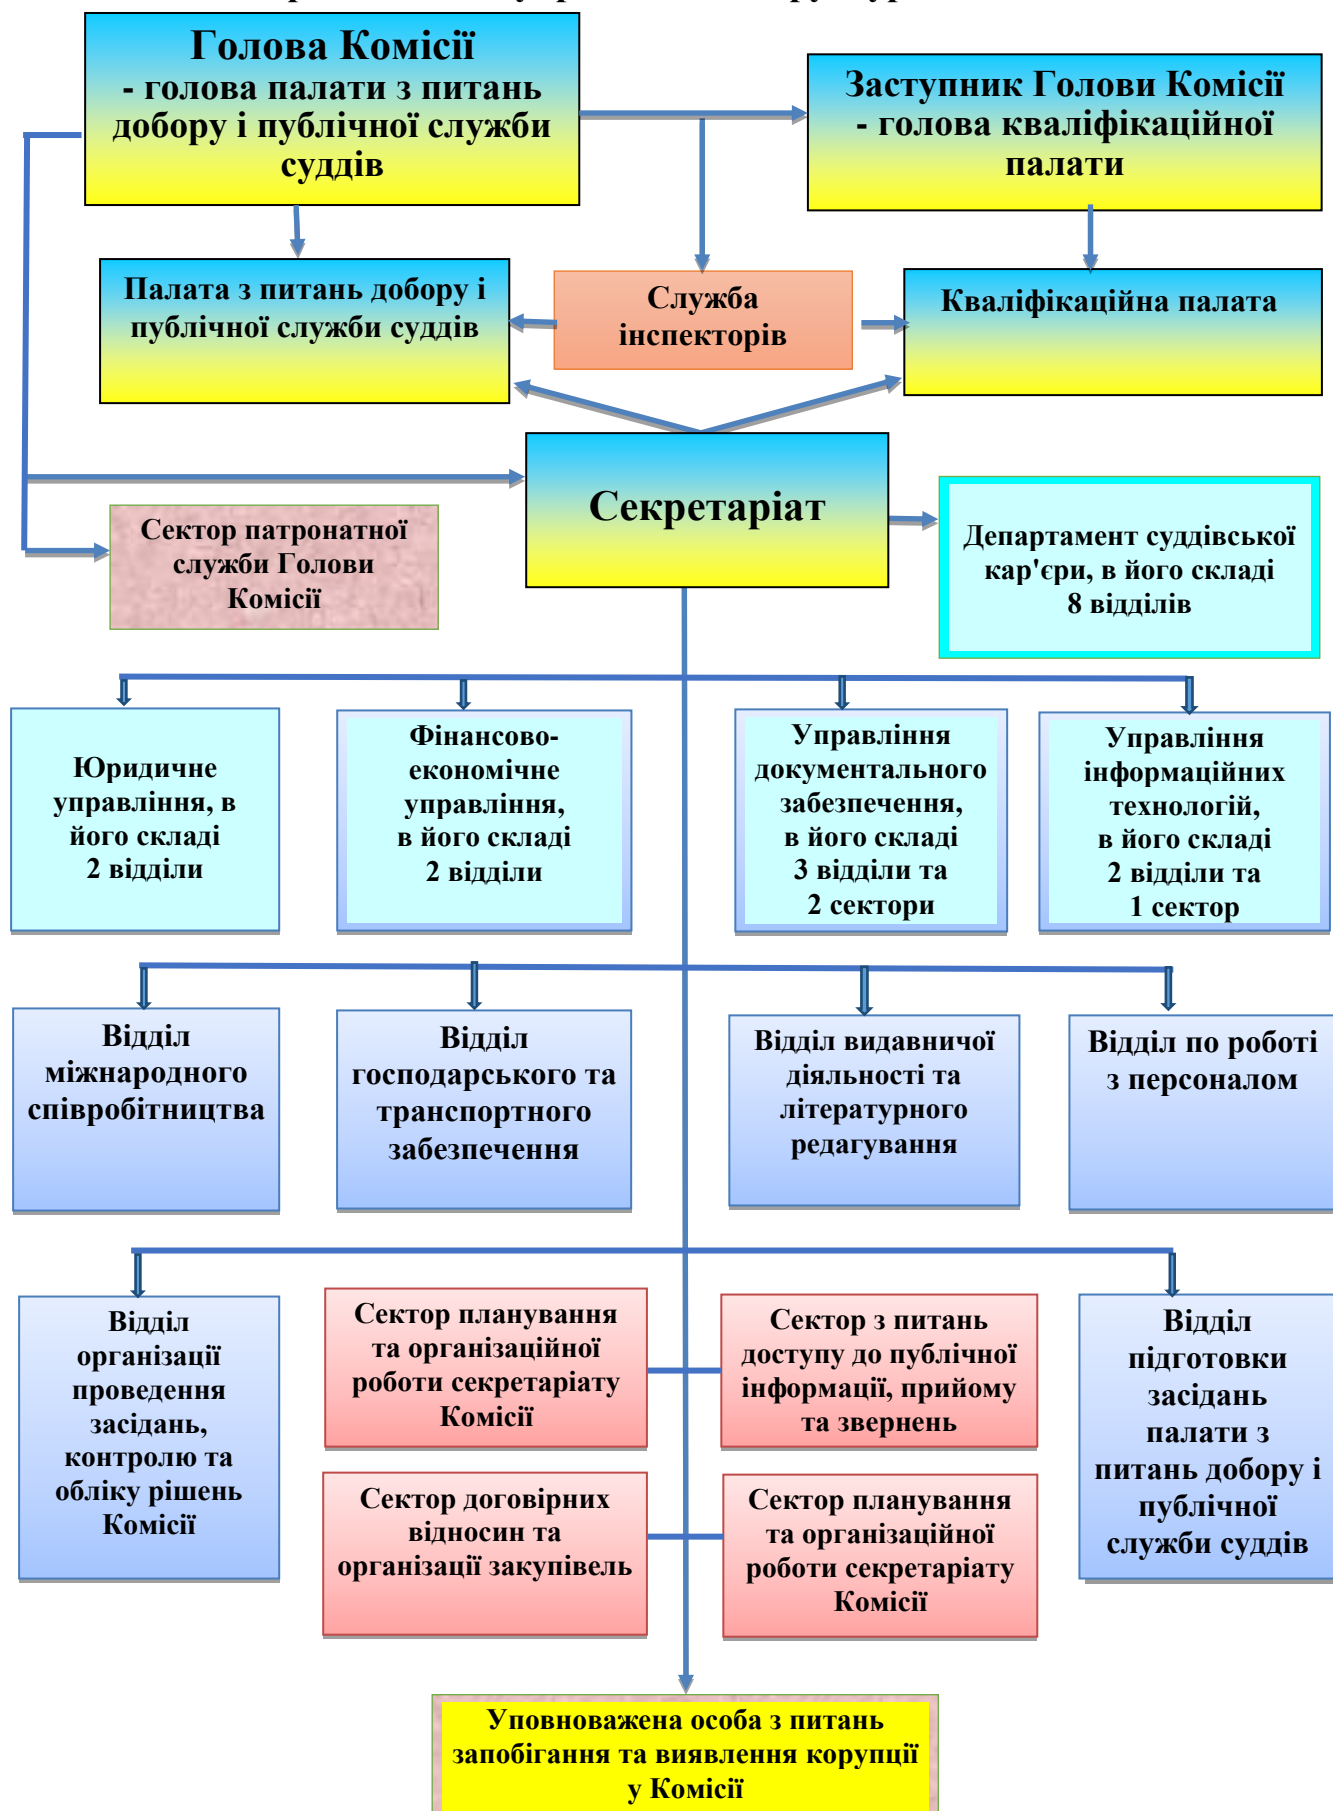 Голова Комісії
- голова палати з питань
добору і публічної служби
суддів
Заступник Голови Комісії
- голова кваліфікаційної
палати
Палата з питань добору і
публічної служби суддів
Служба
інспекторів
Кваліфікаційна палата
Секретаріат
Сектор патронатної
служби Голови
Комісії
Департамент суддівської
кар'єри, в його складі
8 відділів
Юридичне
управління, в
його складі
2 відділи
Фінансово-
економічне
управління,
в його складі
2 відділи
Управління
документального
забезпечення,
в його складі
3 відділи та
2 сектори
Управління
інформаційних
технологій,
в його складі
2 відділи та
1 сектор
Відділ
міжнародного
співробітництва
Відділ
господарського та
транспортного
забезпечення
Відділ видавничої
діяльності та
літературного
редагування
Відділ по роботі
з персоналом
Відділ
організації
проведення
засідань,
контролю та
обліку рішень
Комісії
Сектор планування
та організаційної
роботи секретаріату
Комісії
Сектор з питань
доступу до публічної
інформації, прийому
та звернень
Відділ
підготовки
засідань
палати з
питань добору і
публічної
служби суддів
Сектор договірних
відносин та
організації закупівель
Сектор планування
та організаційної
роботи секретаріату
Комісії
Уповноважена особа з питань
запобігання та виявлення корупції
у Комісії